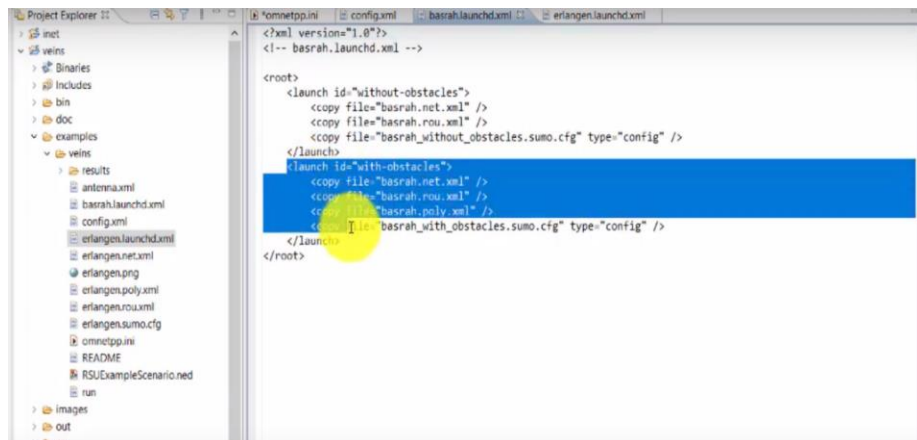 Project Explorer
*omnetpp.ini
config.xml
basrah.launchd.xml
erlangen.launchd.xml
inet
veins
Binaries
Includes
bin
doc
examples
veins
results
antenna.xml
basrah.launchd.xml
config.xml
erlangen.launchd.xml
erlangen.net.xml
erlangen.png
erlangen.poly.xml
erlangen.rou.xml
erlangen.sumo.cfg
omnetpp.ini
README
RSUExampleScenario.ned
run
images
out
<?xml version="1.0"?>
<!-- basrah.launchd.xml -->
<root>
<launch id="without-obstacles">
<copy file="basrah.net.xml" />
<copy file="basrah.rou.xml" />
<copy file="basrah_without_obstacles.sumo.cfg" type="config" />
</launch>
<launch id="with-obstacles">
<copy file="basrah.net.xml" />
<copy file="basrah.rou.xml" />
<copy file="basrah.poly.xml" />
<copy file="basrah_with_obstacles.sumo.cfg" type="config" />
</launch>
</root>